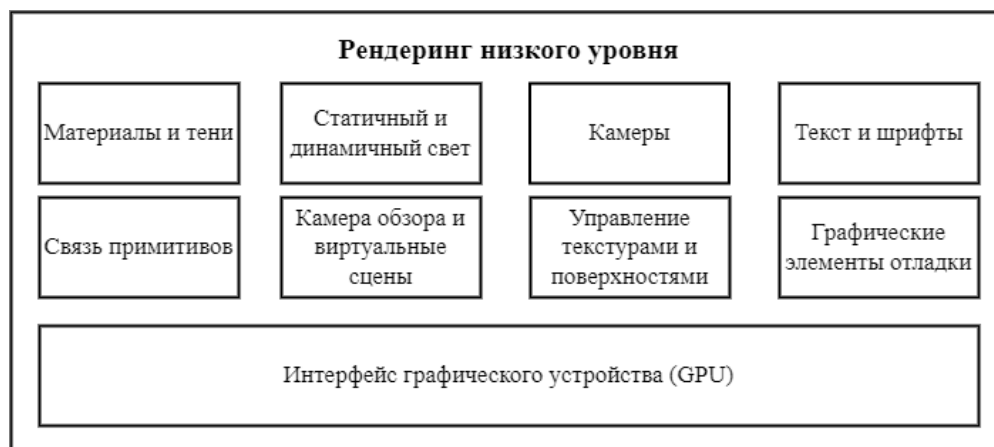 Рендеринг низкого уровня
Материалы и тени
Статичный и
динамичный свет
Камеры
Текст и шрифты
Связь примитивов
Камера обзора и
виртуальные
сцены
Управление
текстурами и
поверхностями
Графические
элементы отладки
Интерфейс графического устройства (GPU)